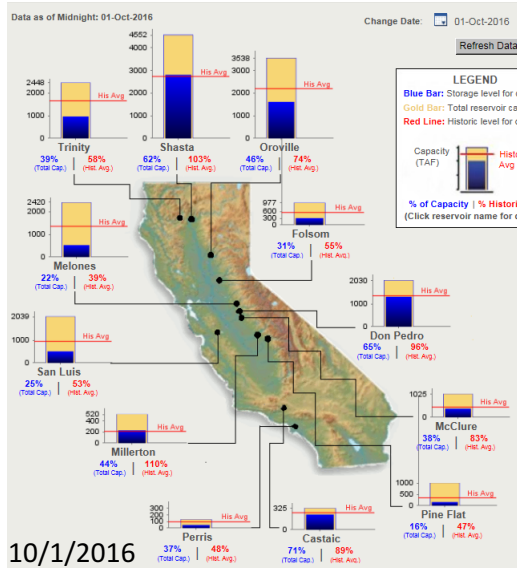 Data as of Midnight: 01-Oct-2016
Change Date: 01-Oct-2016
Refresh Data
LEGEND
Blue Bar: Storage level for
Gold Bar: Total reservoir
Red Line: Historic level for
Capacity
(TAF)
Avg
% of Capacity | %
(Click reservoir name for
2448
2000
1000
0
His Avg
Trinity
39% | 58%
(Total Cap.) (Hist. Avg.)
4552
4000
3000
2000
1000
0
His Avg
Shasta
62% | 103%
(Total Cap.) (Hist. Avg.)
3538
3000
2000
1000
0
His Avg
Oroville
46% | 74%
(Total Cap.) (Hist. Avg.)
977
600
300
0
His Avg
Folsom
31% | 55%
(Total Cap.) (Hist. Avg.)
2420
2000
1000
0
His Avg
Melones
22% | 39%
(Total Cap.) (Hist. Avg.)
2030
1000
0
His Avg
Don Pedro
65% | 96%
(Total Cap.) (Hist. Avg.)
2039
1000
0
His Avg
San Luis
25% | 53%
(Total Cap.) (Hist. Avg.)
1025
0
His Avg
McClure
38% | 83%
(Total Cap.) (Hist. Avg.)
520
400
200
0
His Avg
Millerton
44% | 110%
(Total Cap.) (Hist. Avg.)
1000
500
0
His Avg
Pine Flat
16% | 47%
(Total Cap.) (Hist. Avg.)
300
200
100
0
His Avg
Perris
37% | 48%
(Total Cap.) (Hist. Avg.)
325
0
His Avg
Castaic
71% | 89%
(Total Cap.) (Hist. Avg.)
10/1/2016